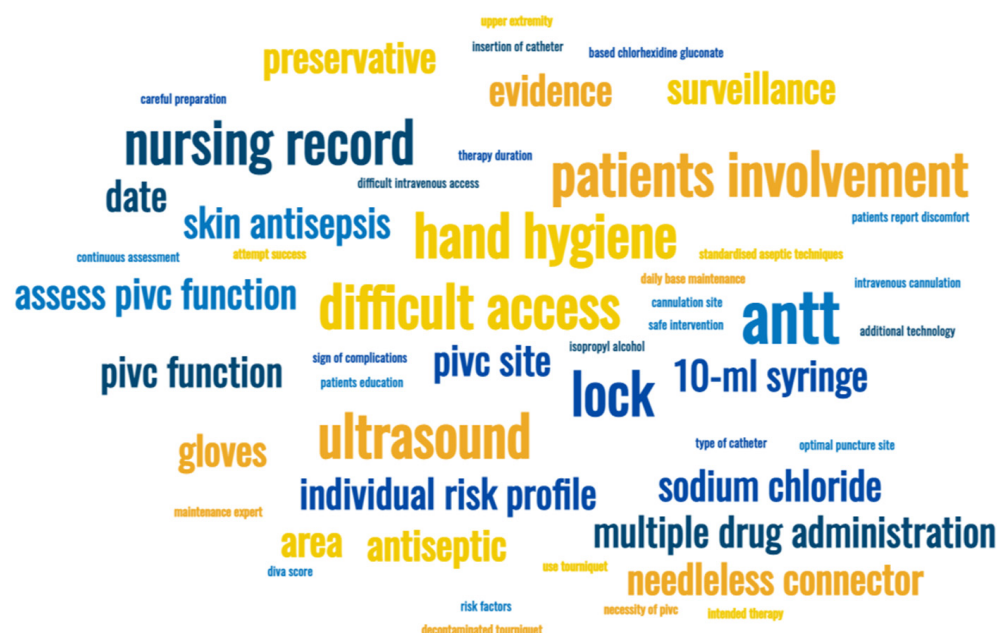 upper extremity
insertion of catheter
based chlorhexidine gluconate
preservative
evidence
surveillance
careful preparation
nursing record
therapy duration
patients involvement
difficult intravenous access
date
skin antisepsis
hand hygiene
patients report discomfort
continuous assessment
attempt success
standardised aseptic techniques
daily base maintenance
intravenous cannulation
assess pivc function
difficult access
cannulation site
antt
safe intervention
additional technology
isopropyl alcohol
sign of complications
pivc site
pivc function
patients education
lock
10-ml syringe
ultrasound
type of catheter
optimal puncture site
gloves
individual risk profile
sodium chloride
maintenance expert
multiple drug administration
area
antiseptic
use tourniquet
diva score
needleless connector
risk factors
necessity of pivc
intended therapy
decontaminated tourniquet